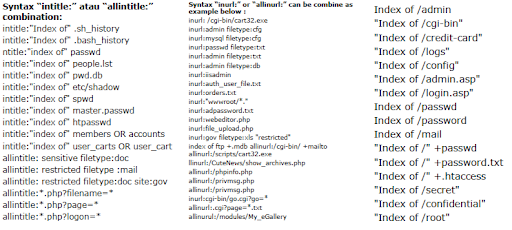 Syntax “intitle:” atau “allintitle:”
combination:
intitle:"Index of" .sh_history
intitle:"Index of" .bash_history
intitle:"index of" passwd
intitle:"index of" people.lst
intitle:"index of" pwd.db
intitle:"index of" etc/shadow
intitle:"index of" spwd
intitle:"index of" master.passwd
intitle:"index of" htpasswd
intitle:"index of" members OR accounts
intitle:"index of" user_carts OR user_cart
allintitle: sensitive filetype:doc
allintitle: restricted filetype :mail
allintitle: restricted filetype:doc site:gov
allintitle:*.php?filename=*
allintitle:*.php?page=*
allintitle:*.php?logon=*
Syntax “inurl:” or “allinurl:” can be combine as
example below :
inurl: /cgi-bin/cart32.exe
inurl:admin filetype:cfg
inurl:mysql filetype:cfg
inurl:passwd filetype:txt
inurl:admin filetype:txt
inurl:admin filetype:db
inurl:iisadmin
inurl:auth_user_file.txt
inurl:orders.txt
inurl:"wwwroot/*."
inurl:adpassword.txt
inurl:webeditor.php
inurl:file_upload.php
inurl:gov filetype:xls "restricted"
index of ftp +.mdb allinurl:/cgi-bin/ +mailto
allinurl:/scripts/cart32.exe
llinurl:/CuteNews/show_archives.php
allinurl:/phpinfo.php
allinurl:/privmsg.php
allinurl:/privmsg.php
inurl:cgi-bin/go.cgi?go=*
allinurl:.cgi?page=*.txt
allinurul:/modules/My_eGallery
Index of /admin
"Index of /cgi-bin"
"Index of /credit-card"
"Index of /logs"
"Index of /config"
"Index of /admin.asp"
"Index of /login.asp"
Index of /passwd
Index of /password
Index of /mail
"Index of /" +passwd
"Index of /" +password.txt
"Index of /" +.htaccess
"Index of /secret"
"Index of /confidential"
"Index of /root"